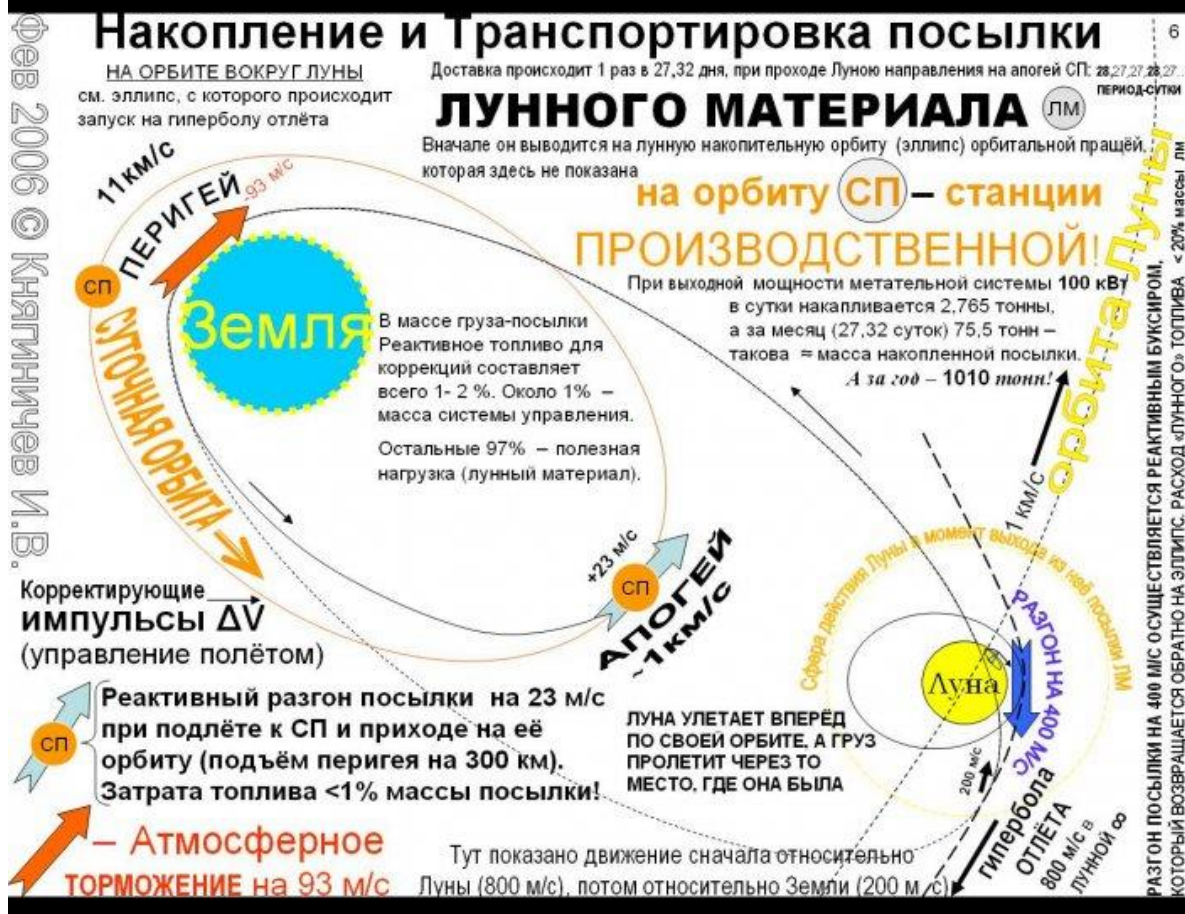 Накопление и Транспортировка посылки
6
НА ОРБИТЕ ВОКРУГ ЛУНЫ
см. эллипс, с которого происходит
запуск на гиперболу отлёта
Доставка происходит 1 раз в 27,32 дня, при проходе Луною направления на апогей СП: 28,27,27,28,27..
ПЕРИОД-СУТКИ
ЛУННОГО МАТЕРИАЛА ЛМ
Вначале он выводится на лунную накопительную орбиту (эллипс) орбитальной пращёй,
которая здесь не показана
на орбиту СП – станции
ПРОИЗВОДСТВЕННОЙ!
При выходной мощности метательной системы 100 кВт
в сутки накапливается 2,765 тонны,
а за месяц (27,32 суток) 75,5 тонн –
такова ≈ масса накопленной посылки.
А за год – 1010 тонн!
фев 2006 © Княгиничев И.В.
11км/с
ПЕРИГЕЙ
-93 м/с
СП
Земля
СУТОЧНАЯ ОРБИТА
В массе груза-посылки
Реактивное топливо для
коррекций составляет
всего 1- 2 %. Около 1% –
масса системы управления.
Остальные 97% – полезная
нагрузка (лунный материал).
+23 м/с
СП
АПОГЕЙ
~1км/с
орбита Луны
1 км/с
Сфера действия Луны в момент выхода из неё посылки ЛМ
Луна
РАЗГОН НА 400 М/С
200 м/с
гипербола
ОТЛЁТА
800 м/с в
лунной ∞
Корректирующие
импульсы ΔV
(управление полётом)
СП
Реактивный разгон посылки на 23 м/с
при подлёте к СП и приходе на её
орбиту (подъём перигея на 300 км).
Затрата топлива <1% массы посылки!
– Атмосферное
ТОРМОЖЕНИЕ на 93 м/с
ЛУНА УЛЕТАЕТ ВПЕРЁД
ПО СВОЕЙ ОРБИТЕ, А ГРУЗ
ПРОЛЕТИТ ЧЕРЕЗ ТО
МЕСТО, ГДЕ ОНА БЫЛА
Тут показано движение сначала относительно
Луны (800 м/с), потом относительно Земли (200 м/с)
РАЗГОН ПОСЫЛКИ НА 400 М/С ОСУЩЕСТВЛЯЕТСЯ РЕАКТИВНЫМ БУКСИРОМ,
КОТОРЫЙ ВОЗВРАЩАЕТСЯ ОБРАТНО НА ЭЛЛИПС. РАСХОД «ЛУННОГО» ТОПЛИВА < 20% массы ЛМ